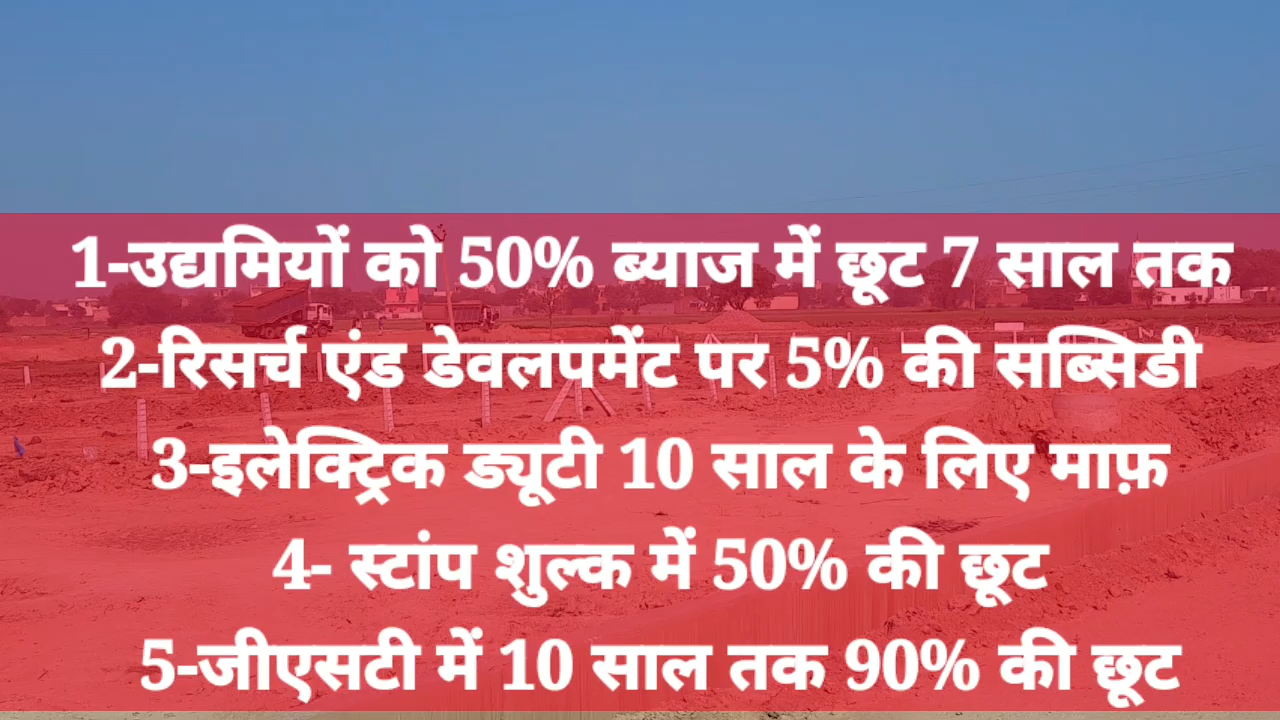 1-उद्यमियों को 50% ब्याज में छूट 7 साल तक
2-रिसर्च एंड डेवलपमेंट पर 5% की सब्सिडी
3-इलेक्ट्रिक ड्यूटी 10 साल के लिए माफ़
4- स्टांप शुल्क में 50% की छूट
5-जीएसटी में 10 साल तक 90% की छूट